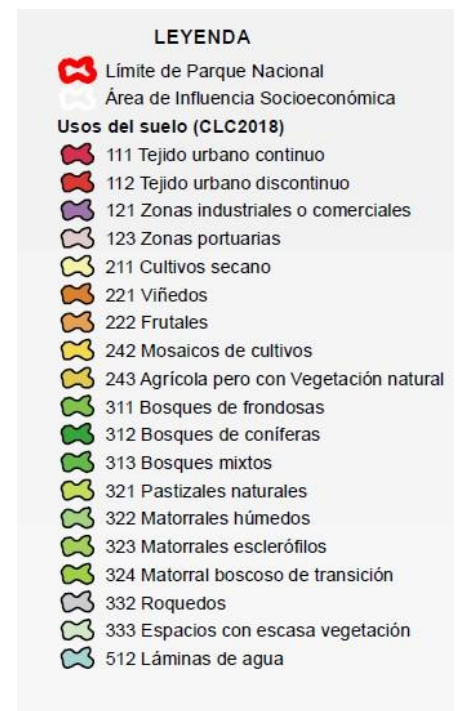 LEYENDA
Límite de Parque Nacional
Área de Influencia Socioeconómica
Usos del suelo (CLC2018)
111 Tejido urbano continuo
112 Tejido urbano discontinuo
121 Zonas industriales o comerciales
123 Zonas portuarias
211 Cultivos secano
221 Viñedos
222 Frutales
242 Mosaicos de cultivos
243 Agrícola pero con Vegetación natural
311 Bosques de frondosas
312 Bosques de coníferas
313 Bosques mixtos
321 Pastizales naturales
322 Matorrales húmedos
323 Matorrales esclerófilos
324 Matorral boscoso de transición
332 Roquedos
333 Espacios con escasa vegetación
512 Láminas de agua